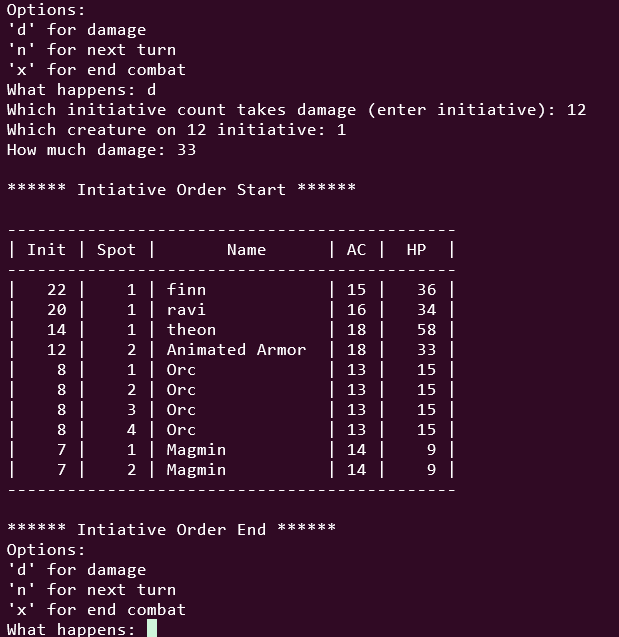 Options:
'd' for damage
'n' for next turn
'x' for end combat
What happens: d
Which initiative count takes damage (enter initiative): 12
Which creature on 12 initiative: 1
How much damage: 33
****** Intiative Order Start ******
---------------------------------------------
| Init | Spot |       Name       | AC |  HP  |
---------------------------------------------
|   22 |    1 | finn             | 15 |   36 |
|   20 |    1 | ravi             | 16 |   34 |
|   14 |    1 | theon            | 18 |   58 |
|   12 |    2 | Animated Armor   | 18 |   33 |
|    8 |    1 | Orc              | 13 |   15 |
|    8 |    2 | Orc              | 13 |   15 |
|    8 |    3 | Orc              | 13 |   15 |
|    8 |    4 | Orc              | 13 |   15 |
|    7 |    1 | Magmin           | 14 |    9 |
|    7 |    2 | Magmin           | 14 |    9 |
---------------------------------------------
****** Intiative Order End ******
Options:
'd' for damage
'n' for next turn
'x' for end combat
What happens: